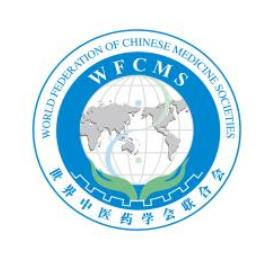 WORLD FEDERATION OF CHINESE MEDICINE SOCIETIES
WFCMS
世界中医药学会联合会